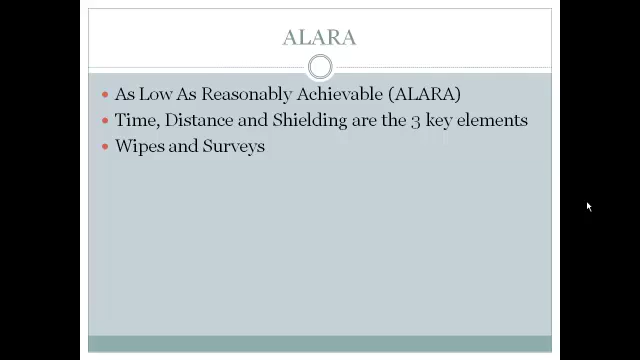 ALARA
As Low As Reasonably Achievable (ALARA)
Time, Distance and Shielding are the 3 key elements
Wipes and Surveys